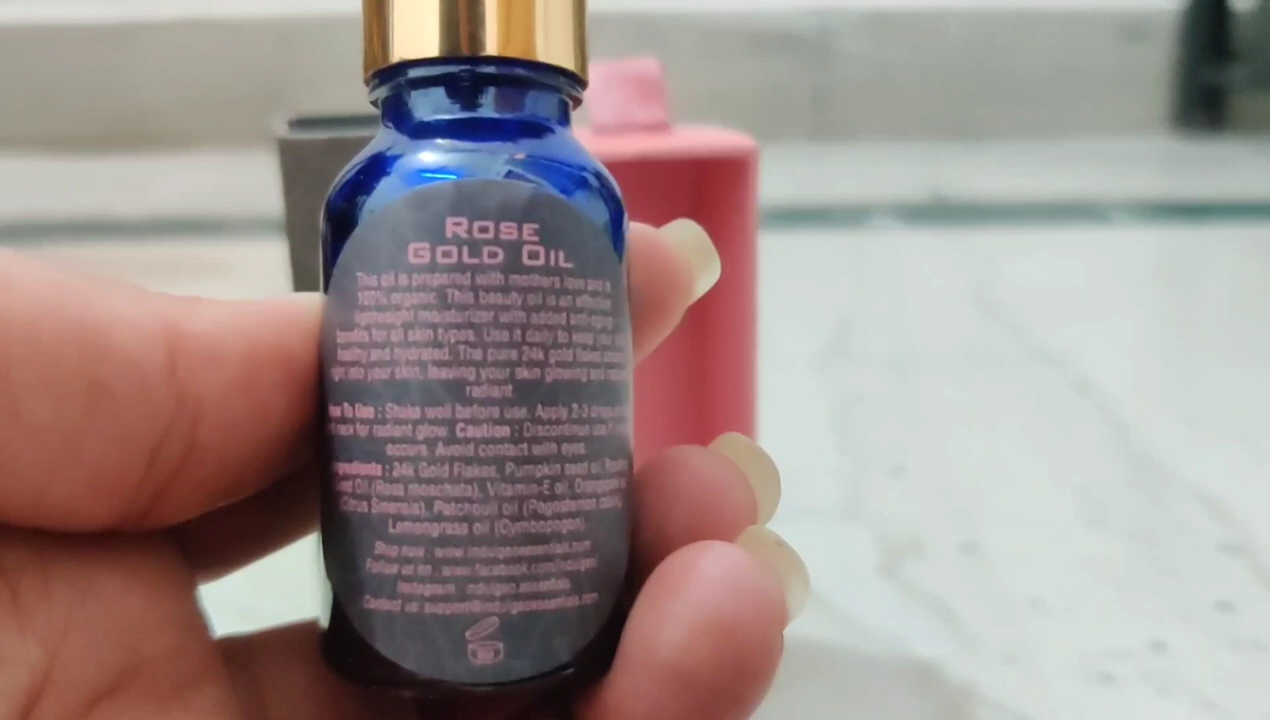 ROSE
GOLD OIL
This oil is prepared with mothers love and is
100% organic. This beauty oil is an effective
lightweight moisturizer with added anti aging
benefits for all skin types. Use it daily to keep your
healthy and hydrated. The pure 24k gold flakes
into your skin, leaving your skin glowing and
radiant.
To Use : Shake well before use. Apply 2-3 drops
neck for radiant glow. Caution : Discontinue use if
occurs. Avoid contact with eyes.
: 24k Gold Flakes, Pumpkin seed oil,
Oil (Rosa moschata), Vitamin-E oil,
(Citrus Sinensis), Patchouli oil (Pogostemon
Lemongrass oil (Cymbopogon)
Shop now : www.indulgeoessentials.com
Follow us on : www.facebook.com/indulgeo
Instagram : indulgeo.essentials
Contact us : support@indulgeoessentials.com